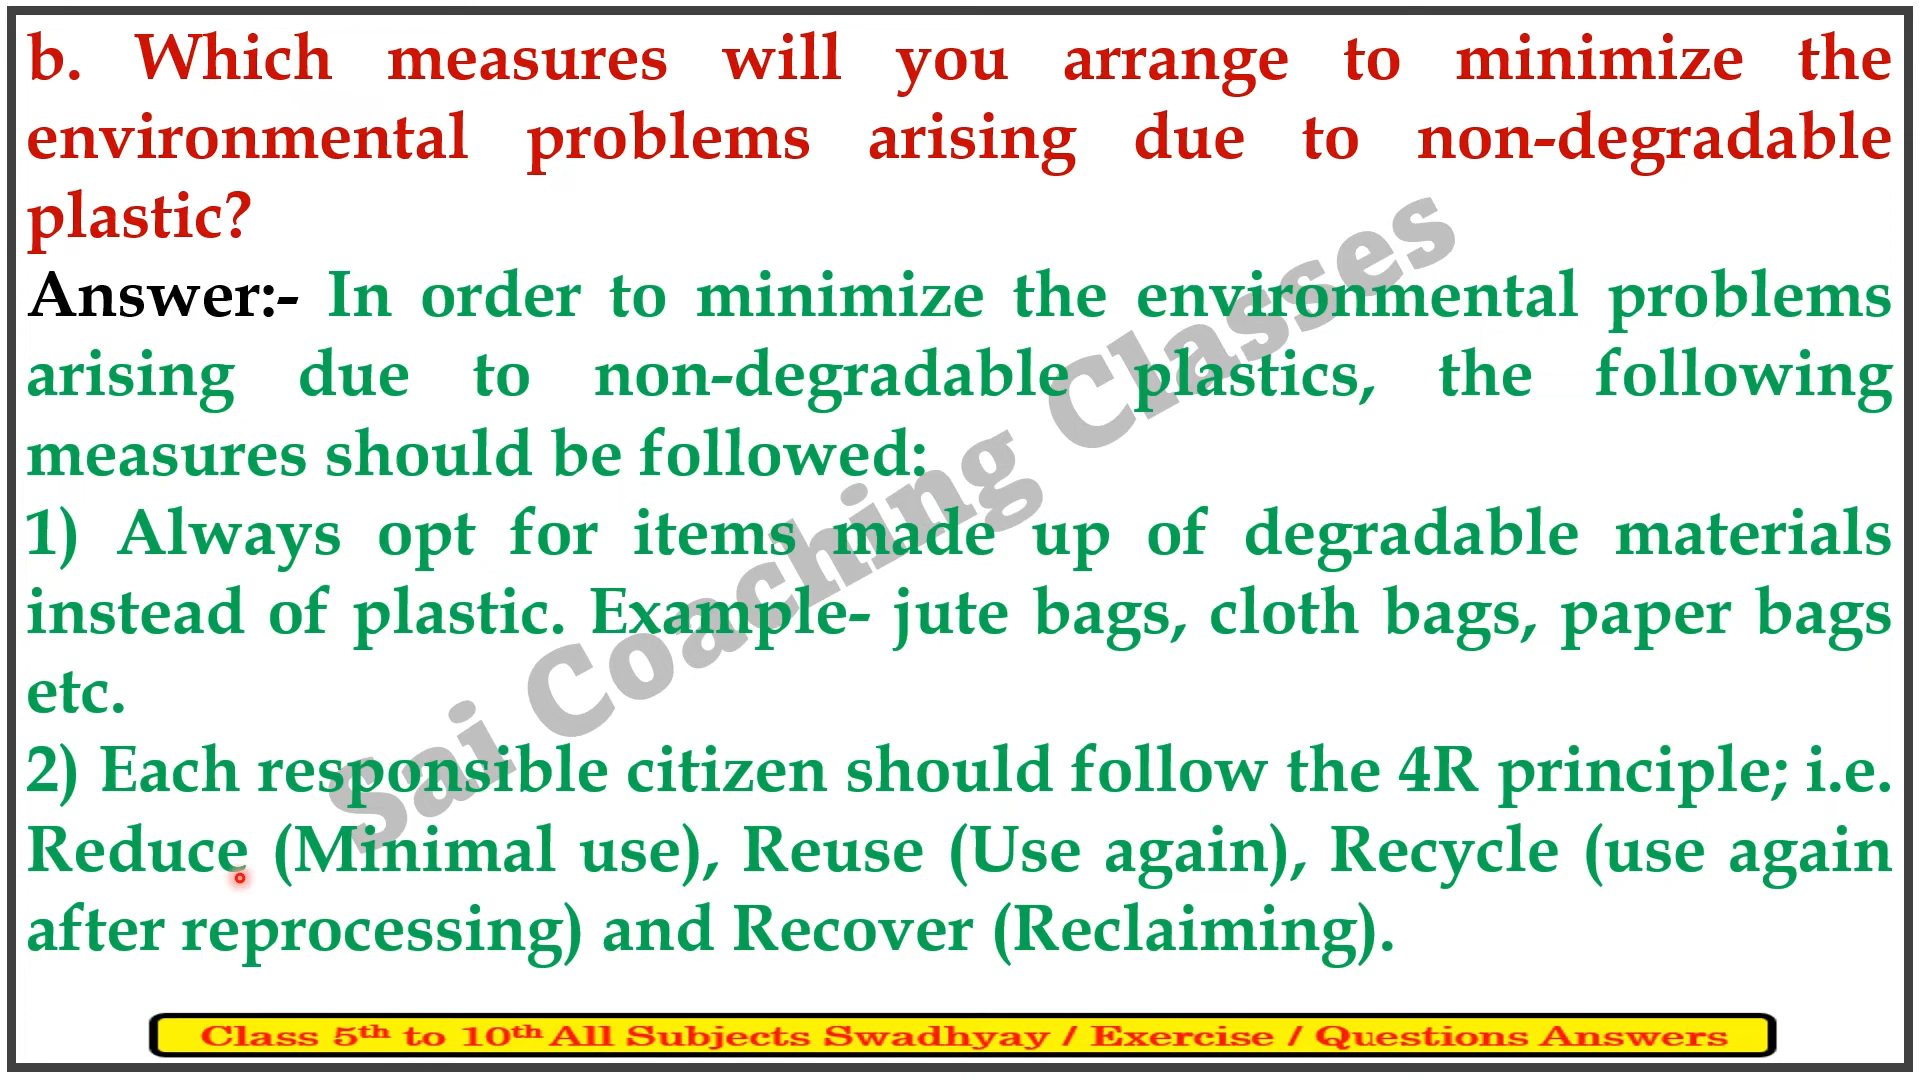 b. Which measures will you arrange to minimize the
environmental problems arising due to non-degradable
plastic?
Answer:- In order to minimize the environmental problems
arising due to non-degradable plastics, the following
measures should be followed:
1) Always opt for items made up of degradable materials
instead of plastic. Example- jute bags, cloth bags, paper bags
etc.
2) Each responsible citizen should follow the 4R principle; i.e.
Reduce (Minimal use), Reuse (Use again), Recycle (use again
after reprocessing) and Recover (Reclaiming).
Sai Coaching Classes
Class 5th to 10th All Subjects Swadhyay / Exercise / Questions Answers